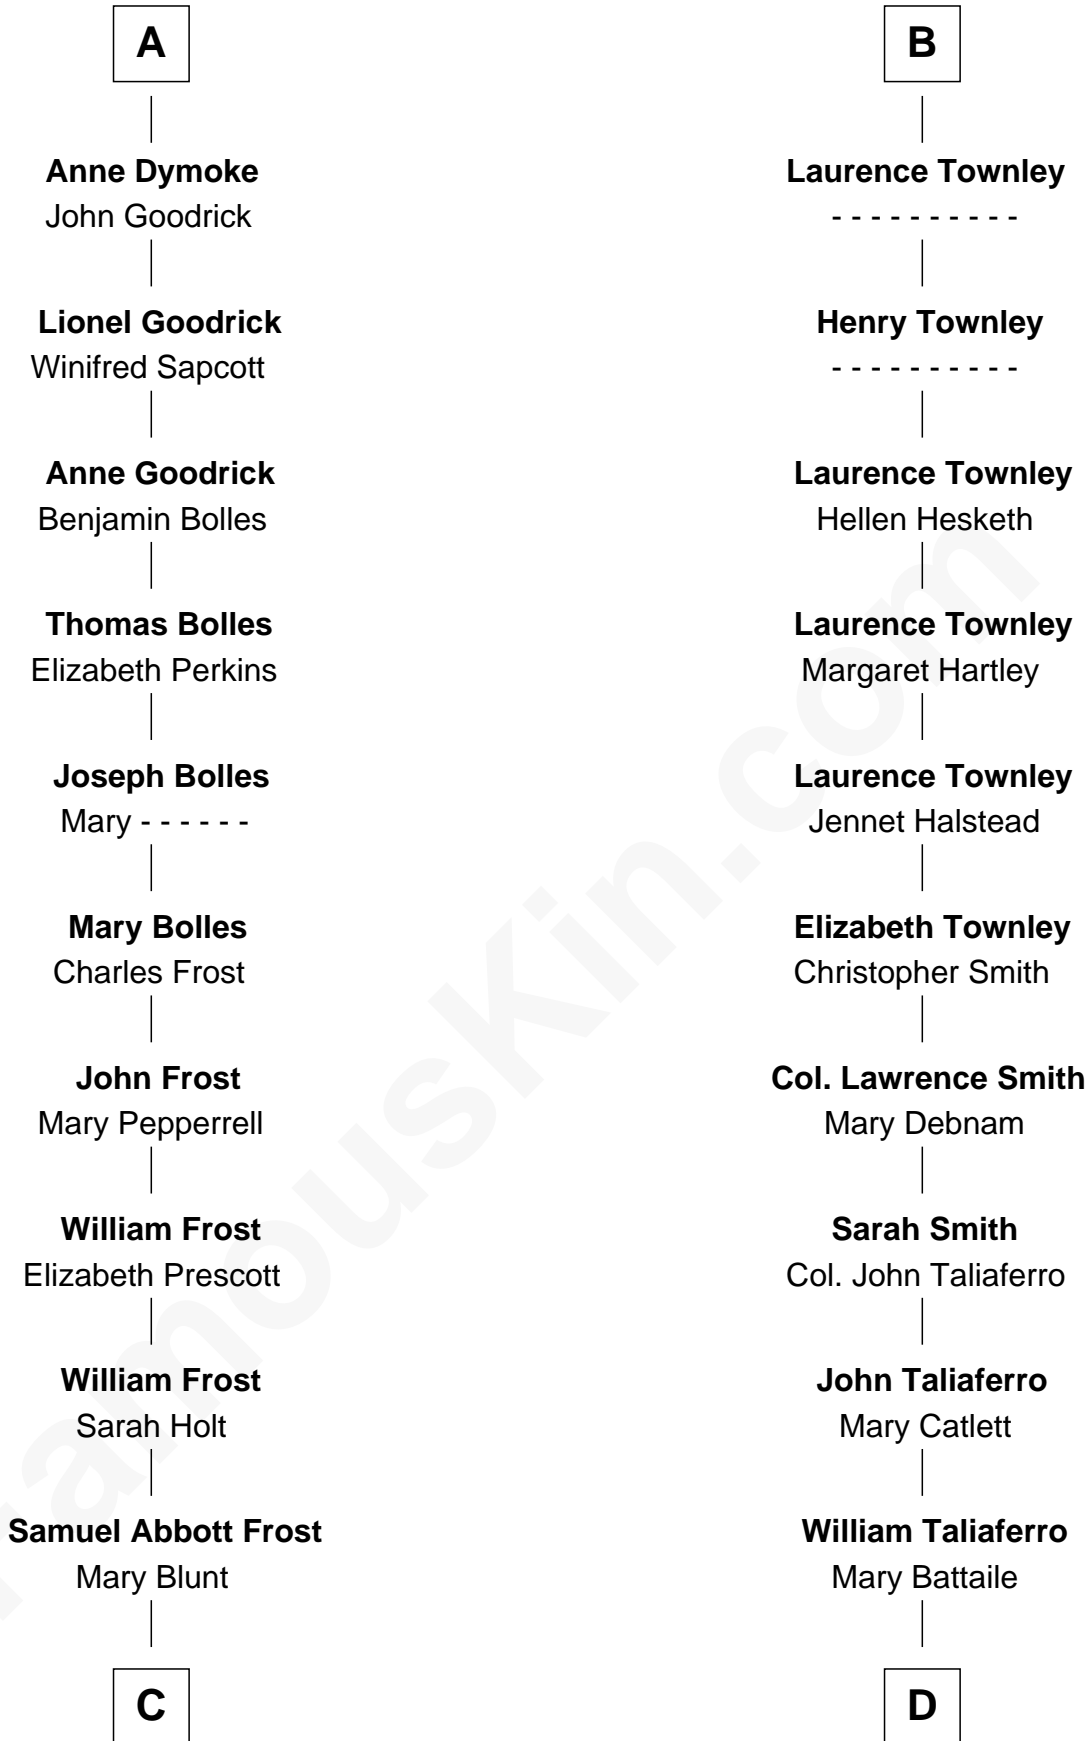 A
Anne Dymoke
John Goodrick
Lionel Goodrick
Winifred Sapcott
Anne Goodrick
Benjamin Bolles
Thomas Bolles
Elizabeth Perkins
Joseph Bolles
Mary - - - - - -
Mary Bolles
Charles Frost
John Frost
Mary Pepperrell
William Frost
Elizabeth Prescott
William Frost
Sarah Holt
Samuel Abbott Frost
Mary Blunt
C
B
Laurence Townley
- - - - - - - - - -
Henry Townley
- - - - - - - - - -
Laurence Townley
Hellen Hesketh
Laurence Townley
Margaret Hartley
Laurence Townley
Jennet Halstead
Elizabeth Townley
Christopher Smith
Col. Lawrence Smith
Mary Debnam
Sarah Smith
Col. John Taliaferro
John Taliaferro
Mary Catlett
William Taliaferro
Mary Battaile
D
FamousKin.com